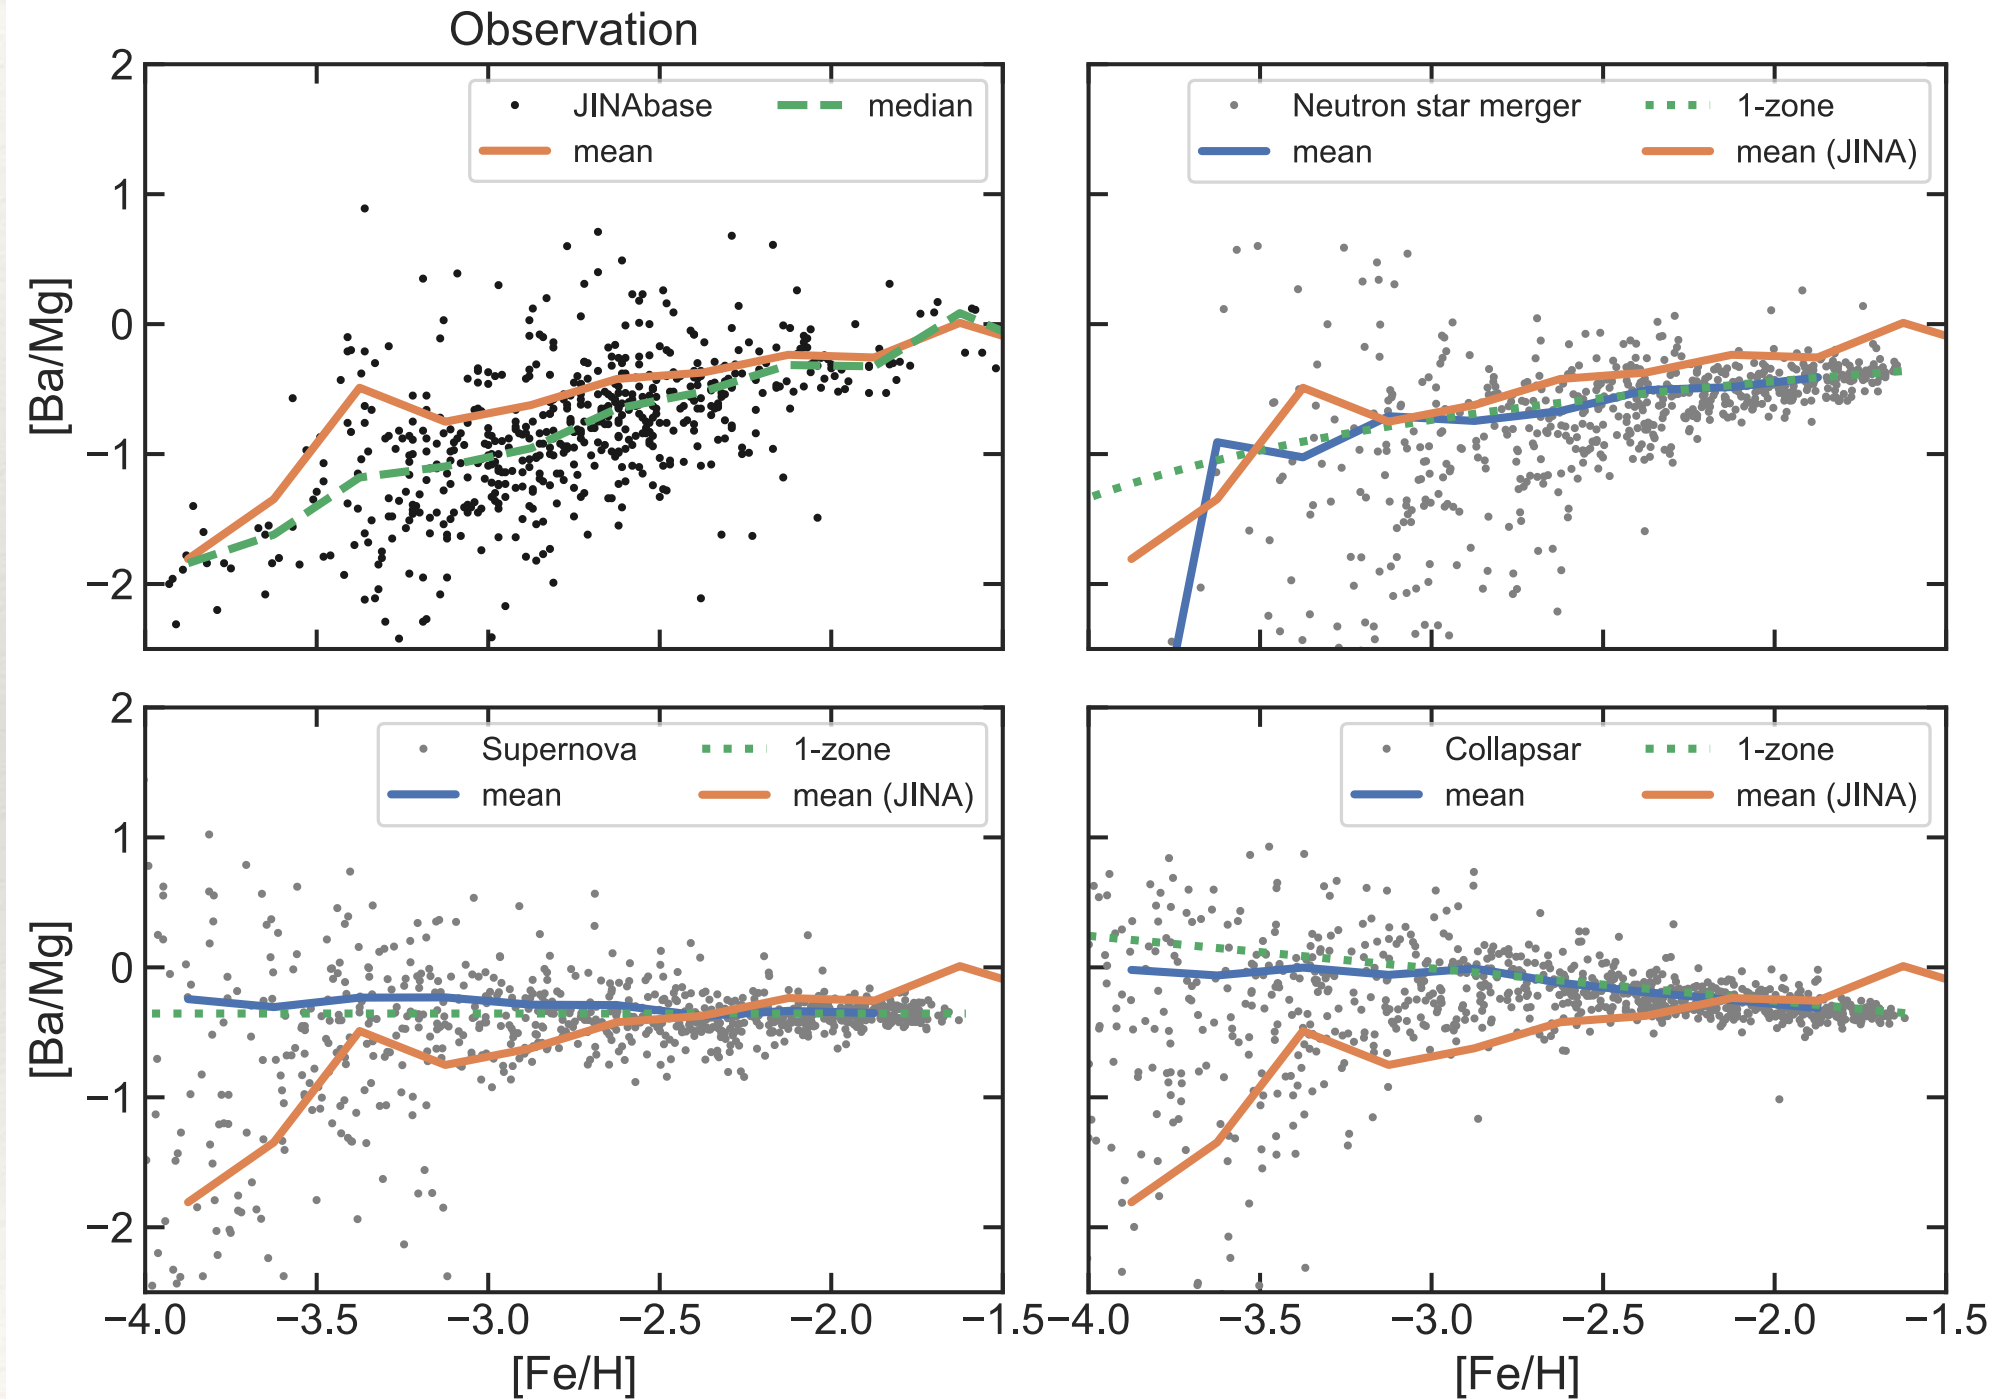 Observation
2
1
0
−1
−2
[Ba/Mg]
JINAbase median
mean
Neutron star merger 1-zone
mean mean (JINA)
2
1
0
−1
−2
[Ba/Mg]
Supernova 1-zone
mean mean (JINA)
Collapsar 1-zone
mean mean (JINA)
−4.0 −3.5 −3.0 −2.5 −2.0 −1.5
[Fe/H]
−4.0 −3.5 −3.0 −2.5 −2.0 −1.5
[Fe/H]